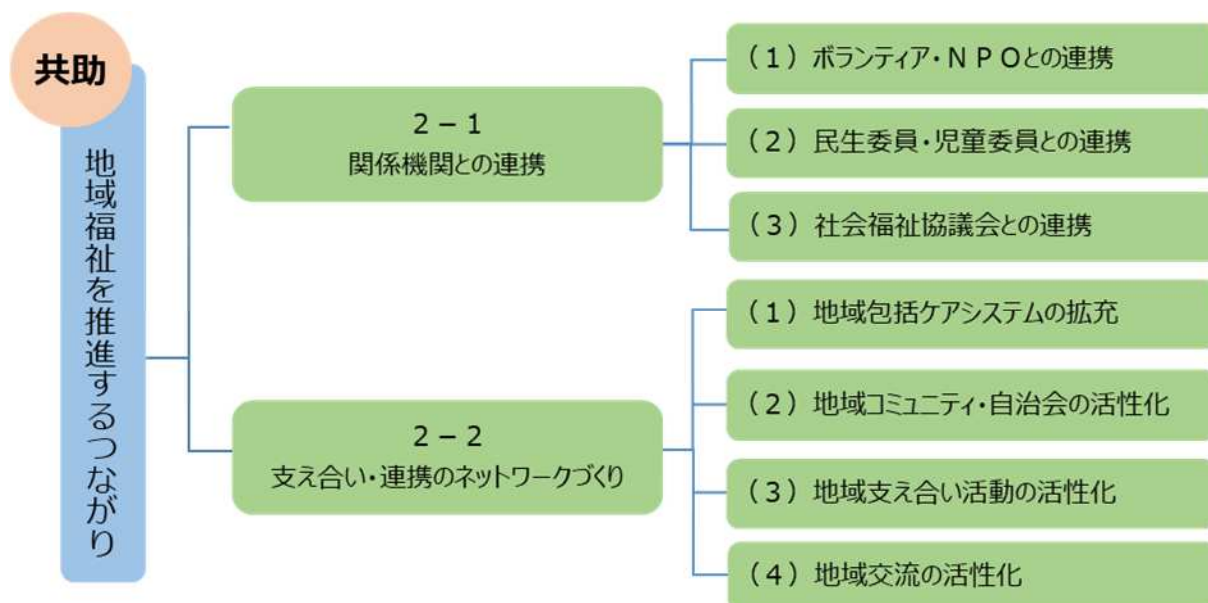 共助
地域福祉を推進するつながり
2－1
関係機関との連携
(1) ボランティア・ＮＰＯとの連携
(2) 民生委員・児童委員との連携
(3) 社会福祉協議会との連携
2－2
支え合い・連携のネットワークづくり
(1) 地域包括ケアシステムの拡充
(2) 地域コミュニティ・自治会の活性化
(3) 地域支え合い活動の活性化
(4) 地域交流の活性化